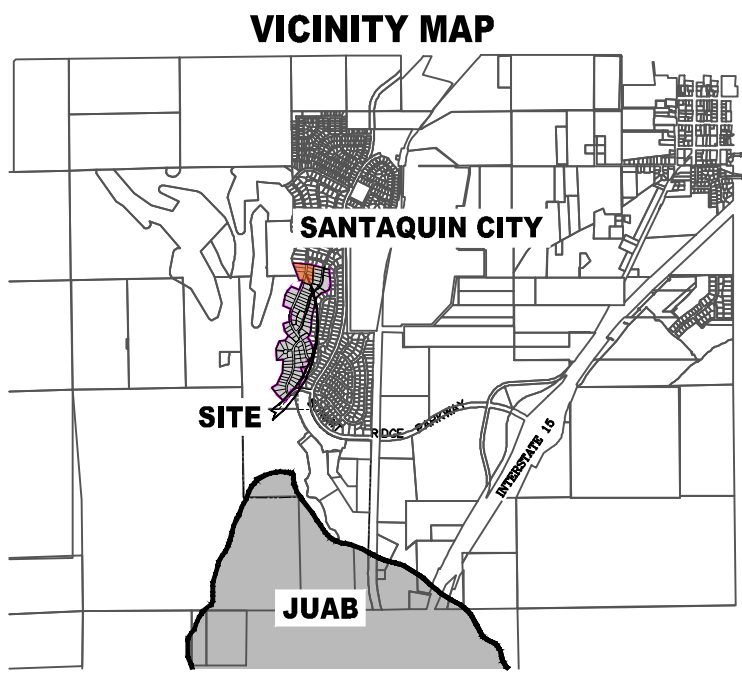 VICINITY MAP
SANTAQUIN CITY
SITE
RIDGE PARKWAY
INTERSTATE 15
JUAB